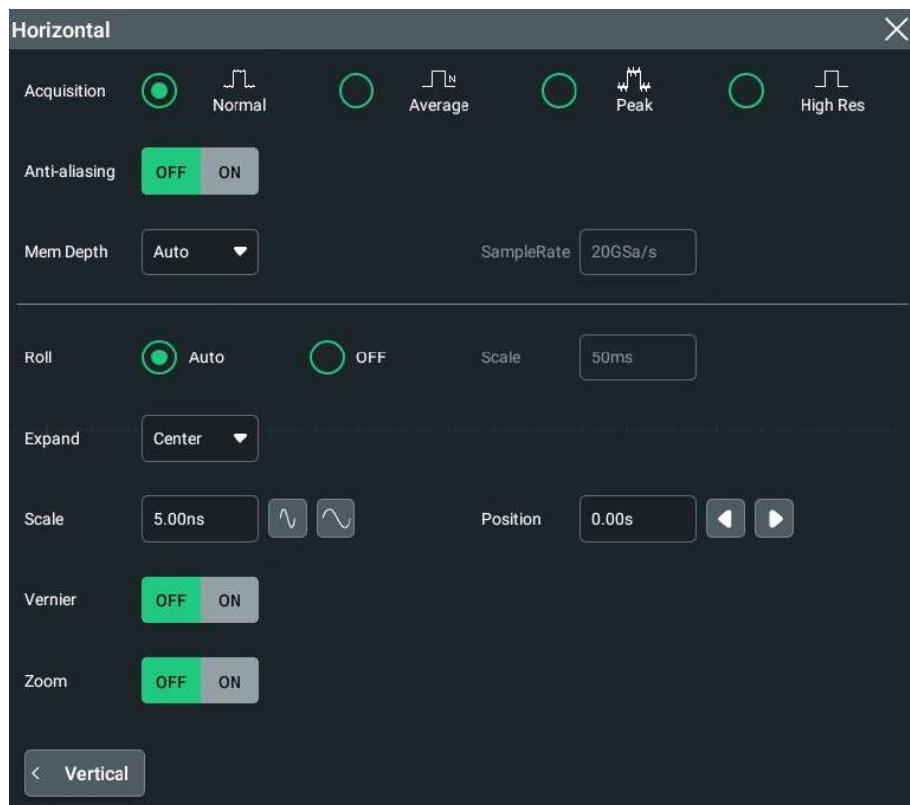 Horizontal
Acquisition Normal N Average Peak High Res
Anti-aliasing OFF ON
Mem Depth Auto SampleRate 20GSa/s
Roll Auto OFF Scale 50ms
Expand Center
Scale 5.00ns Position 0.00s
Vernier OFF ON
Zoom OFF ON
< Vertical